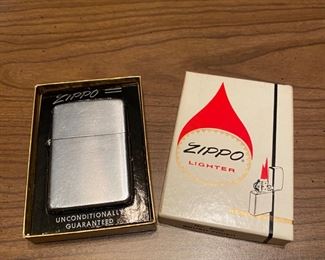 ZIPPO
UNCONDITIONALLY
GUARANTEED
ZIPPO
LIGHTER